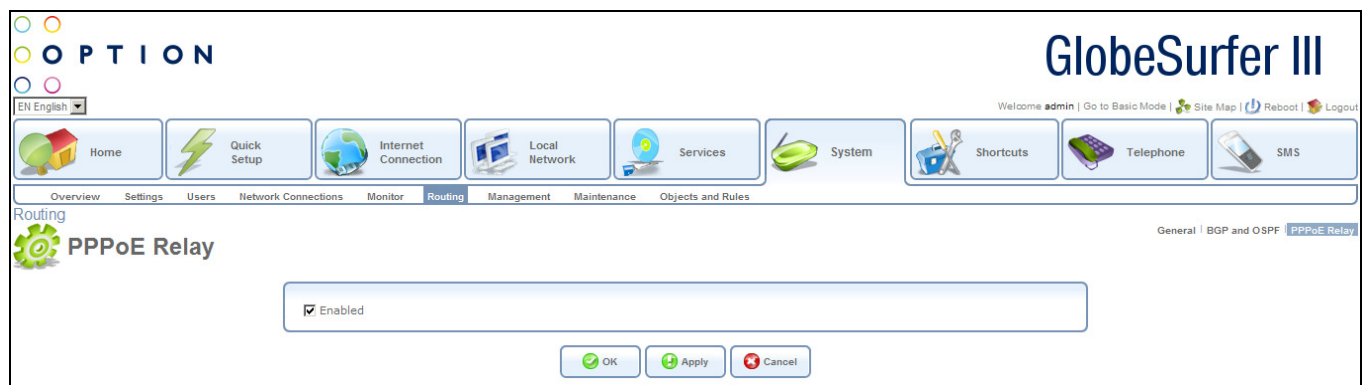 OPTION
GlobeSurfer III
EN English
Welcome admin | Go to Basic Mode | Site Map | Reboot | Logout
Home
Quick Setup
Internet Connection
Local Network
Services
System
Shortcuts
Telephone
SMS
Overview Settings Users Network Connections Monitor Routing Management Maintenance Objects and Rules
Routing
General | BGP and OSPF | PPPoE Relay
PPPoE Relay
Enabled
OK Apply Cancel